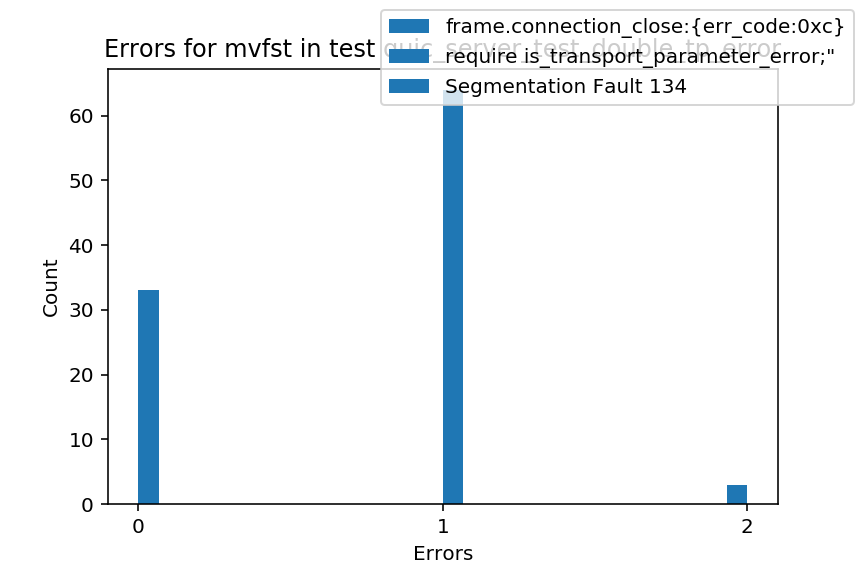 frame.connection_close:{err_code:0xc}
Errors for mvfst in test quic_server_test_double_tp_error
require is_transport_parameter_error;"
Segmentation Fault 134
60
50
40
30
20
10
0
Count
0 1 2
Errors